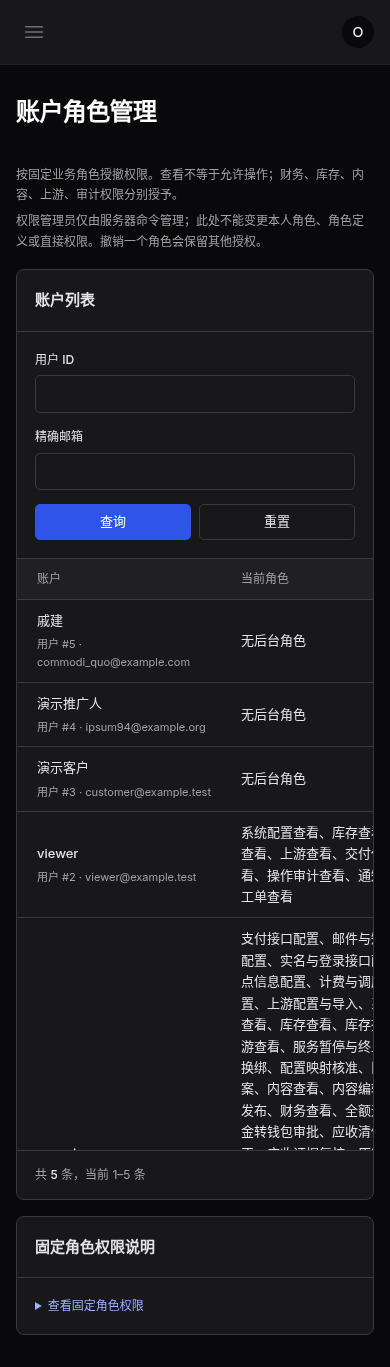 O
账户角色管理
按固定业务角色授撤权限。查看不等于允许操作；财务、库存、内
容、上游、审计权限分别授予。
权限管理员仅由服务器命令管理；此处不能变更本人角色、角色定
义或直接权限。撤销一个角色会保留其他授权。
账户列表
用户 ID
精确邮箱
查询
重置
账户
当前角色
戚建
用户 #5 ·
commodi_quo@example.com
无后台角色
演示推广人
用户 #4 · ipsum94@example.org
无后台角色
演示客户
用户 #3 · customer@example.test
无后台角色
viewer
用户 #2 · viewer@example.test
系统配置查看、库存查
查看、上游查看、交付
看、操作审计查看、通
工单查看
支付接口配置、邮件与
配置、实名与登录接口
点信息配置、计费与调
置、上游配置与导入、
查看、库存查看、库存
游查看、服务暂停与终
换绑、配置映射核准、
案、内容查看、内容编
发布、财务查看、全额
金转钱包审批、应收清
共 5 条，当前 1–5 条
固定角色权限说明
查看固定角色权限